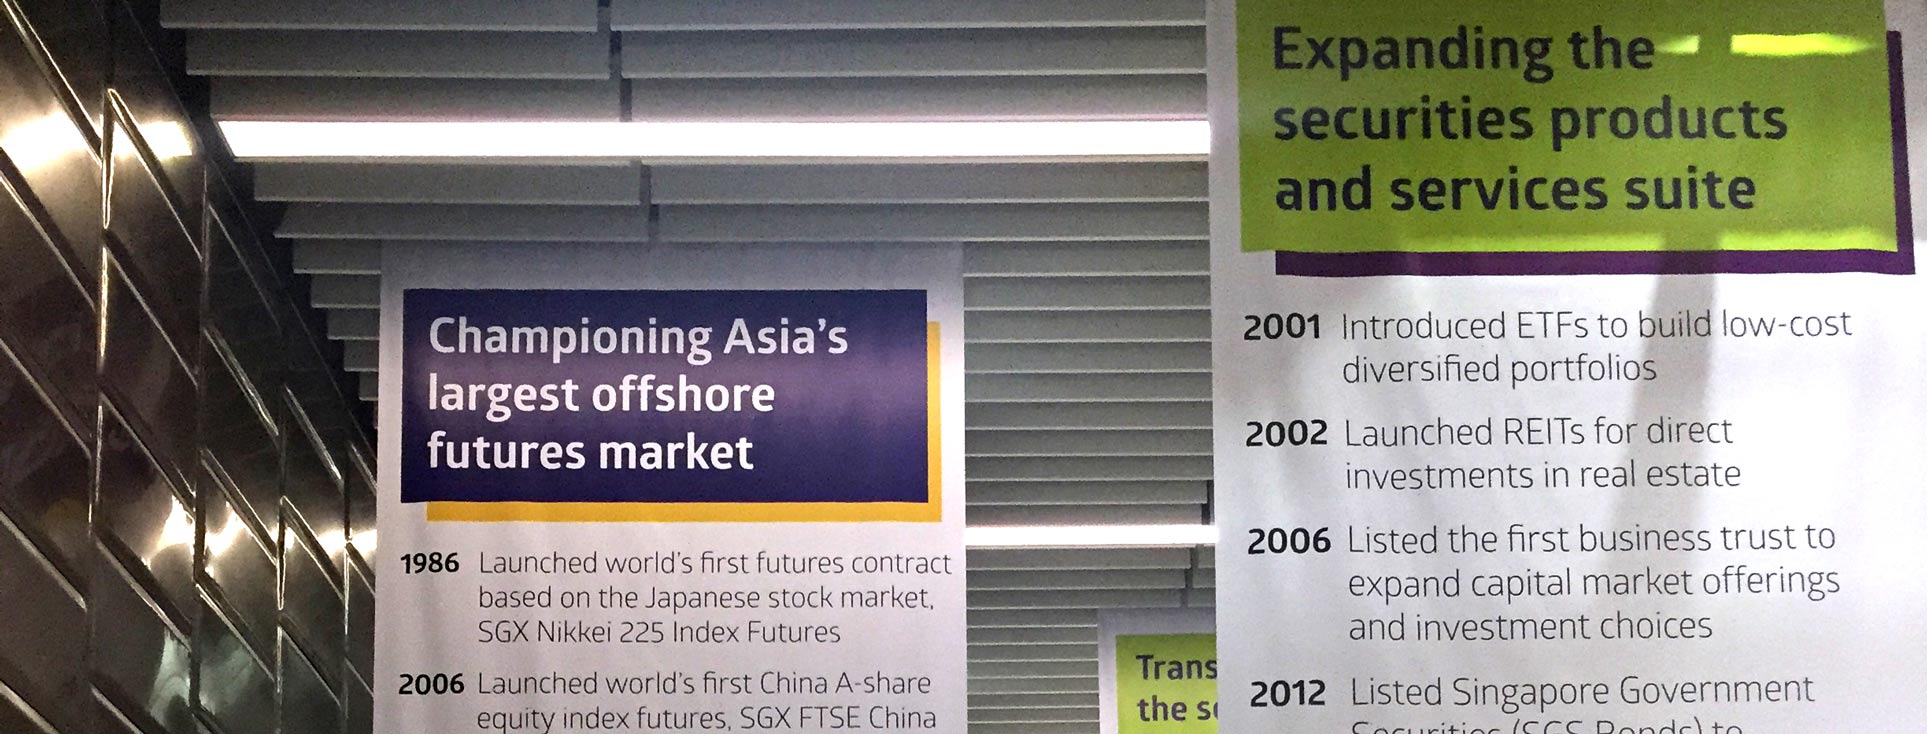 Championing Asia's
largest offshore
futures market
1986 Launched world's first futures contract
based on the Japanese stock market,
SGX Nikkei 225 Index Futures
2006 Launched world's first China A-share
equity index futures, SGX FTSE China
Trans
the s
Expanding the
securities products
and services suite
2001 Introduced ETFs to build low-cost
diversified portfolios
2002 Launched REITs for direct
investments in real estate
2006 Listed the first business trust to
expand capital market offerings
and investment choices
2012 Listed Singapore Government
Securities (SGS Bonds) to